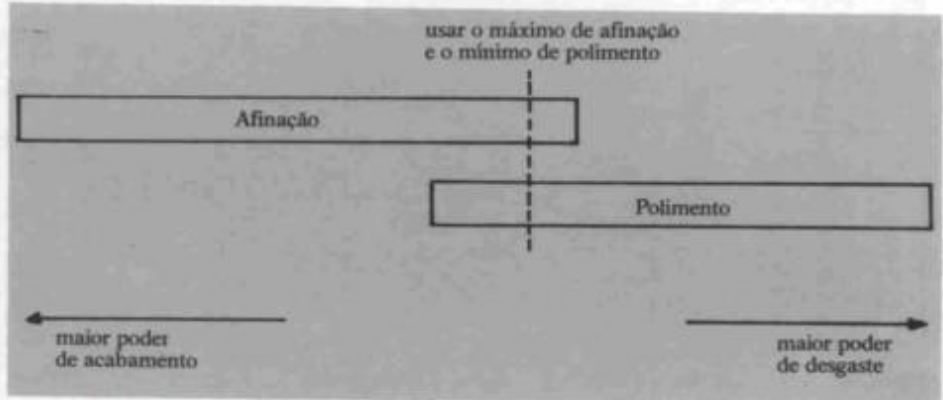 usar o máximo de afinação
e o mínimo de polimento
Afinação
Polimento
maior poder
de acabamento
maior poder
de desgaste